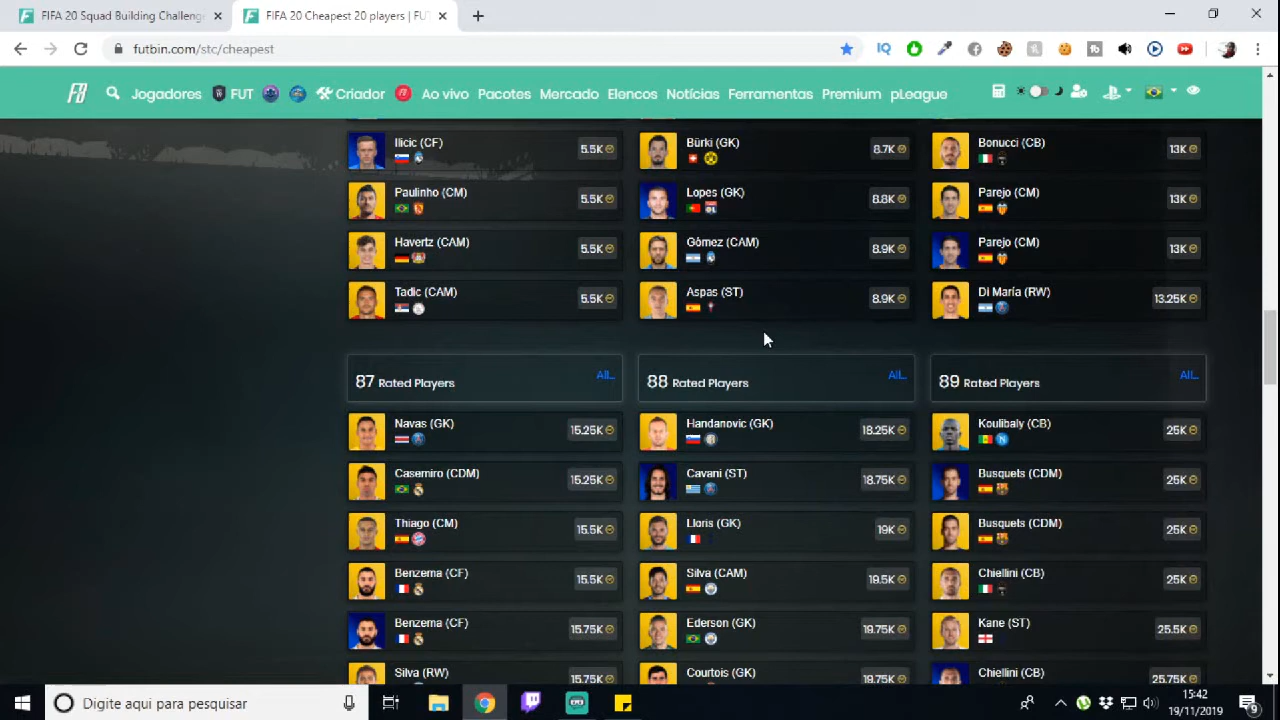 FIFA 20 Squad Building Challenge
FIFA 20 Cheapest 20 players | FUT
futbin.com/stc/cheapest
Jogadores FUT Criador Ao vivo Pacotes Mercado Elencos Notícias Ferramentas Premium pLeague
Ilicic (CF) 5.5K
Paulinho (CM) 5.5K
Havertz (CAM) 5.5K
Tadic (CAM) 5.5K
Bürki (GK) 8.7K
Lopes (GK) 8.8K
Gómez (CAM) 8.9K
Aspas (ST) 8.9K
Bonucci (CB) 13K
Parejo (CM) 13K
Parejo (CM) 13K
Di María (RW) 13.25K
87 Rated Players All..
Navas (GK) 15.25K
Casemiro (CDM) 15.25K
Thiago (CM) 15.5K
Benzema (CF) 15.5K
Benzema (CF) 15.75K
Silva (RW) 15.75K
88 Rated Players All..
Handanovic (GK) 18.25K
Cavani (ST) 18.75K
Lloris (GK) 19K
Silva (CAM) 19.5K
Ederson (GK) 19.75K
Courtois (GK) 19.75K
89 Rated Players All..
Koulibaly (CB) 25K
Busquets (CDM) 25K
Busquets (CDM) 25K
Chiellini (CB) 25K
Kane (ST) 25.5K
Chiellini (CB) 25.75K
Digite aqui para pesquisar
15:42
19/11/2019